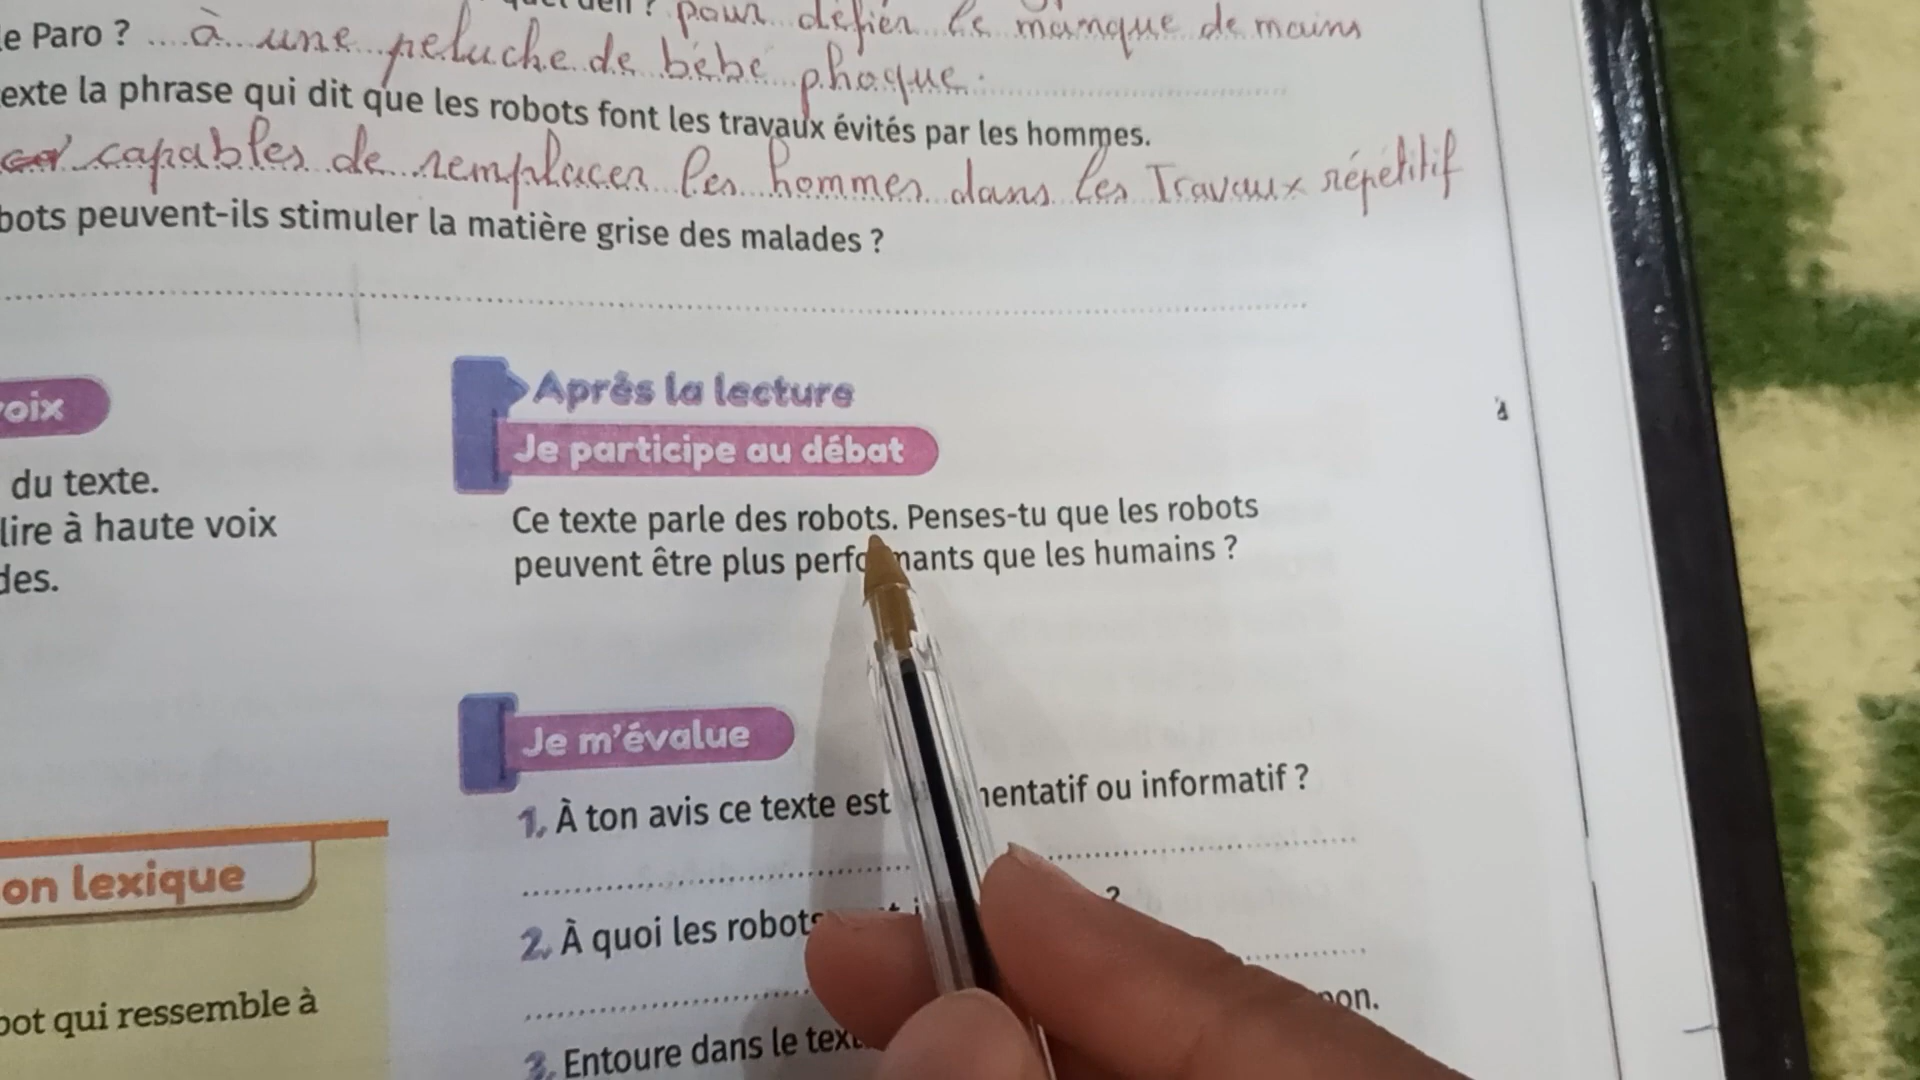 pour défier le manque de mains
le Paro ? à une peluche de bébé phoque.
exte la phrase qui dit que les robots font les travaux évités par les hommes.
capables de remplacer les hommes dans les Travaux répétitif
bots peuvent-ils stimuler la matière grise des malades ?
Après la lecture
voix
Je participe au débat
du texte.
lire à haute voix
des.
Ce texte parle des robots. Penses-tu que les robots
peuvent être plus perfo mants que les humains ?
Je m'évalue
1. À ton avis ce texte est mentatif ou informatif ?
on lexique
2. À quoi les robots ?
bot qui ressemble à
non.
3. Entoure dans le tex